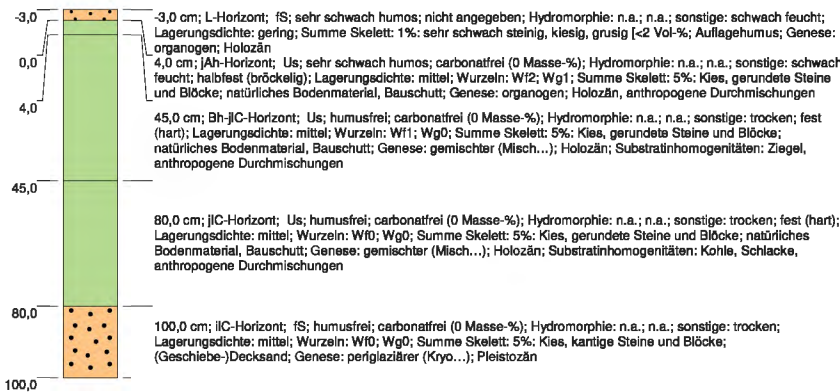 -3,0
-3,0 cm; L-Horizont; fS; sehr schwach humos; nicht angegeben; Hydromorphie: n.a.; n.a.; sonstige: schwach feucht;
Lagerungsdichte: gering; Summe Skelett: 1%: sehr schwach steinig, kiesig, grusig [<2 Vol-%; Auflagehumus; Genese:
organogen; Holozän
0,0
4,0 cm; jAh-Horizont; Us; sehr schwach humos; carbonatfrei (0 Masse-%); Hydromorphie: n.a.; n.a.; sonstige: schwach
feucht; halbfest (bröckelig); Lagerungsdichte: mittel; Wurzeln: Wf2; Wg1; Summe Skelett: 5%: Kies, gerundete Steine
und Blöcke; natürliches Bodenmaterial, Bauschutt; Genese: organogen; Holozän, anthropogene Durchmischungen
4,0
45,0 cm; Bh-jlC-Horizont; Us; humusfrei; carbonatfrei (0 Masse-%); Hydromorphie: n.a.; n.a.; sonstige: trocken; fest
(hart); Lagerungsdichte: mittel; Wurzeln: Wf1; Wg0; Summe Skelett: 5%: Kies, gerundete Steine und Blöcke;
natürliches Bodenmaterial, Bauschutt; Genese: gemischter (Misch...); Holozän; Substratinhomogenitäten: Ziegel,
anthropogene Durchmischungen
45,0
80,0 cm; jlC-Horizont; Us; humusfrei; carbonatfrei (0 Masse-%); Hydromorphie: n.a.; n.a.; sonstige: trocken; fest (hart);
Lagerungsdichte: mittel; Wurzeln: Wf0; Wg0; Summe Skelett: 5%: Kies, gerundete Steine und Blöcke; natürliches
Bodenmaterial, Bauschutt; Genese: gemischter (Misch...); Holozän; Substratinhomogenitäten: Kohle, Schlacke,
anthropogene Durchmischungen
80,0
100,0 cm; ilC-Horizont; fS; humusfrei; carbonatfrei (0 Masse-%); Hydromorphie: n.a.; n.a.; sonstige: trocken;
Lagerungsdichte: mittel; Wurzeln: Wf0; Wg0; Summe Skelett: 5%: Kies, kantige Steine und Blöcke;
(Geschiebe-)Decksand; Genese: periglaziärer (Kryo...); Pleistozän
100,0